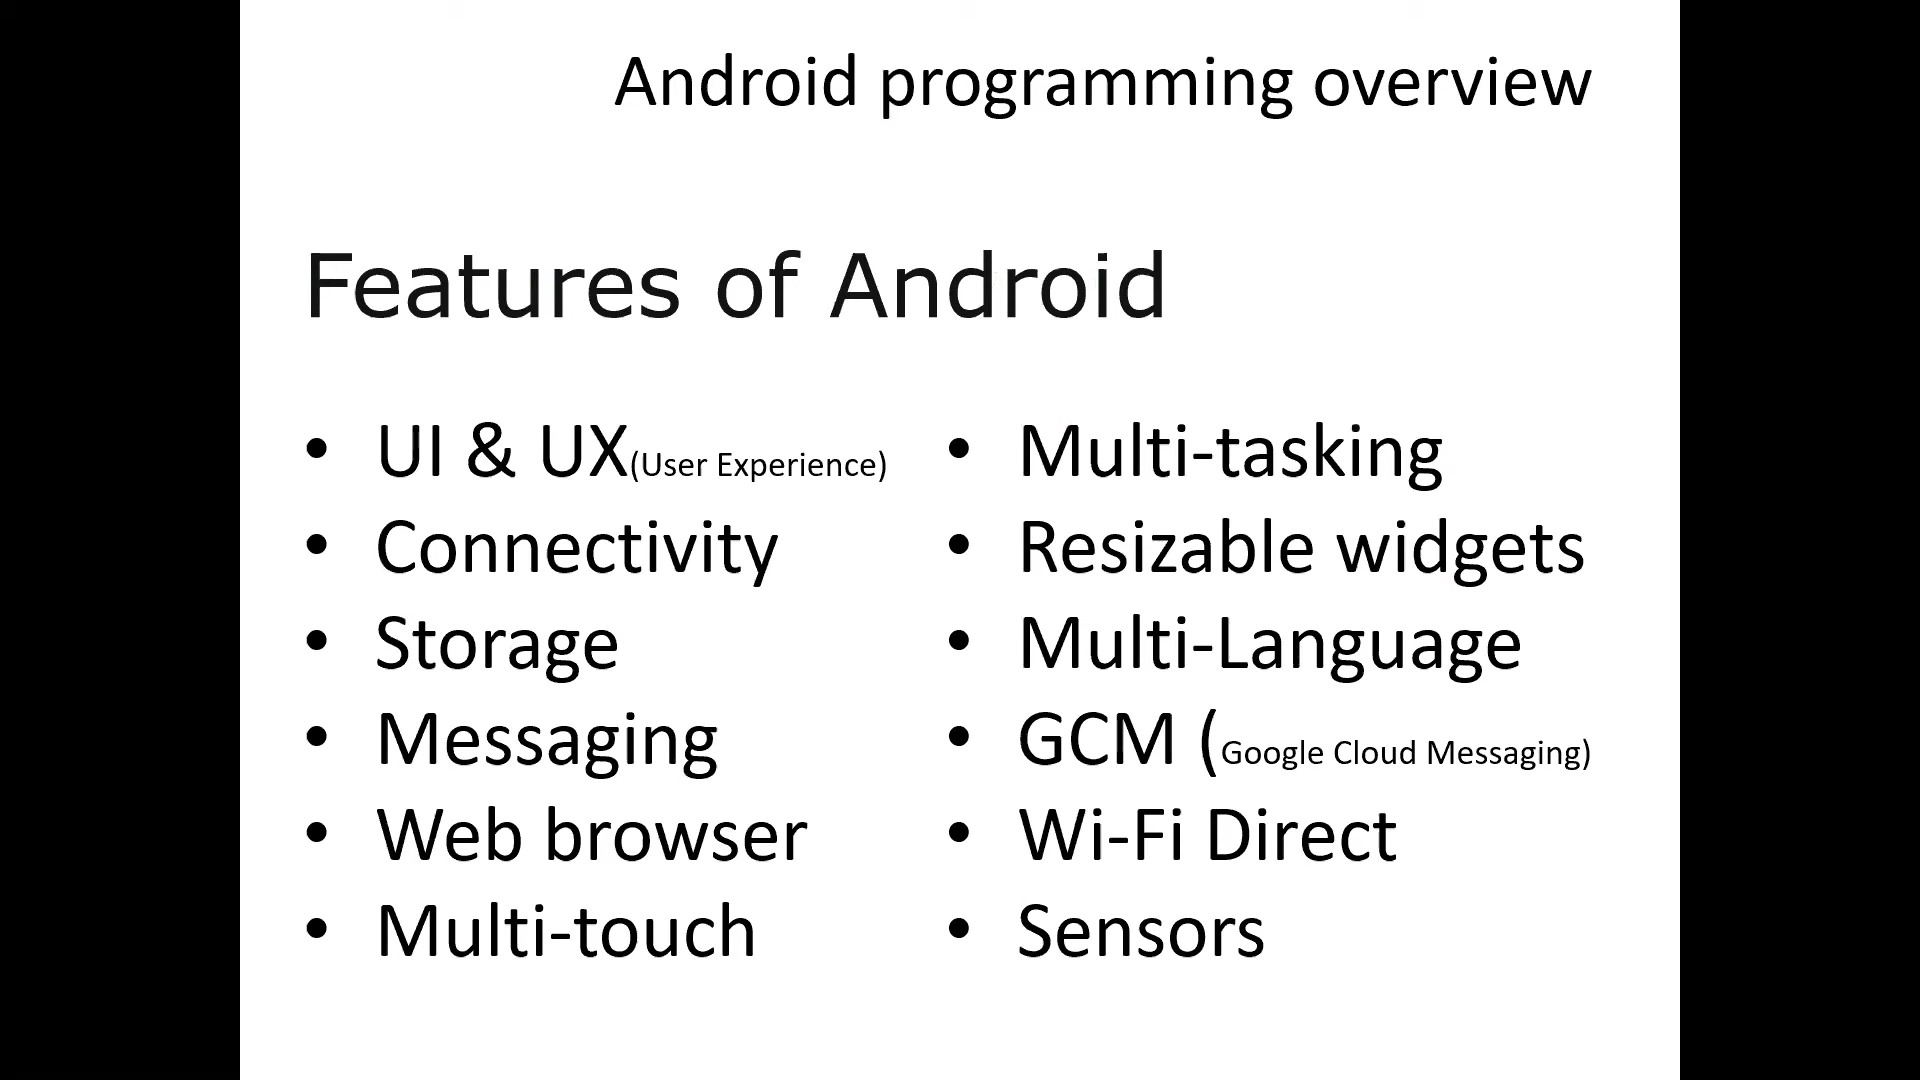 Android programming overview
Features of Android
• UI & UX(User Experience)
• Connectivity
• Storage
• Messaging
• Web browser
• Multi-touch
• Multi-tasking
• Resizable widgets
• Multi-Language
• GCM (Google Cloud Messaging)
• Wi-Fi Direct
• Sensors